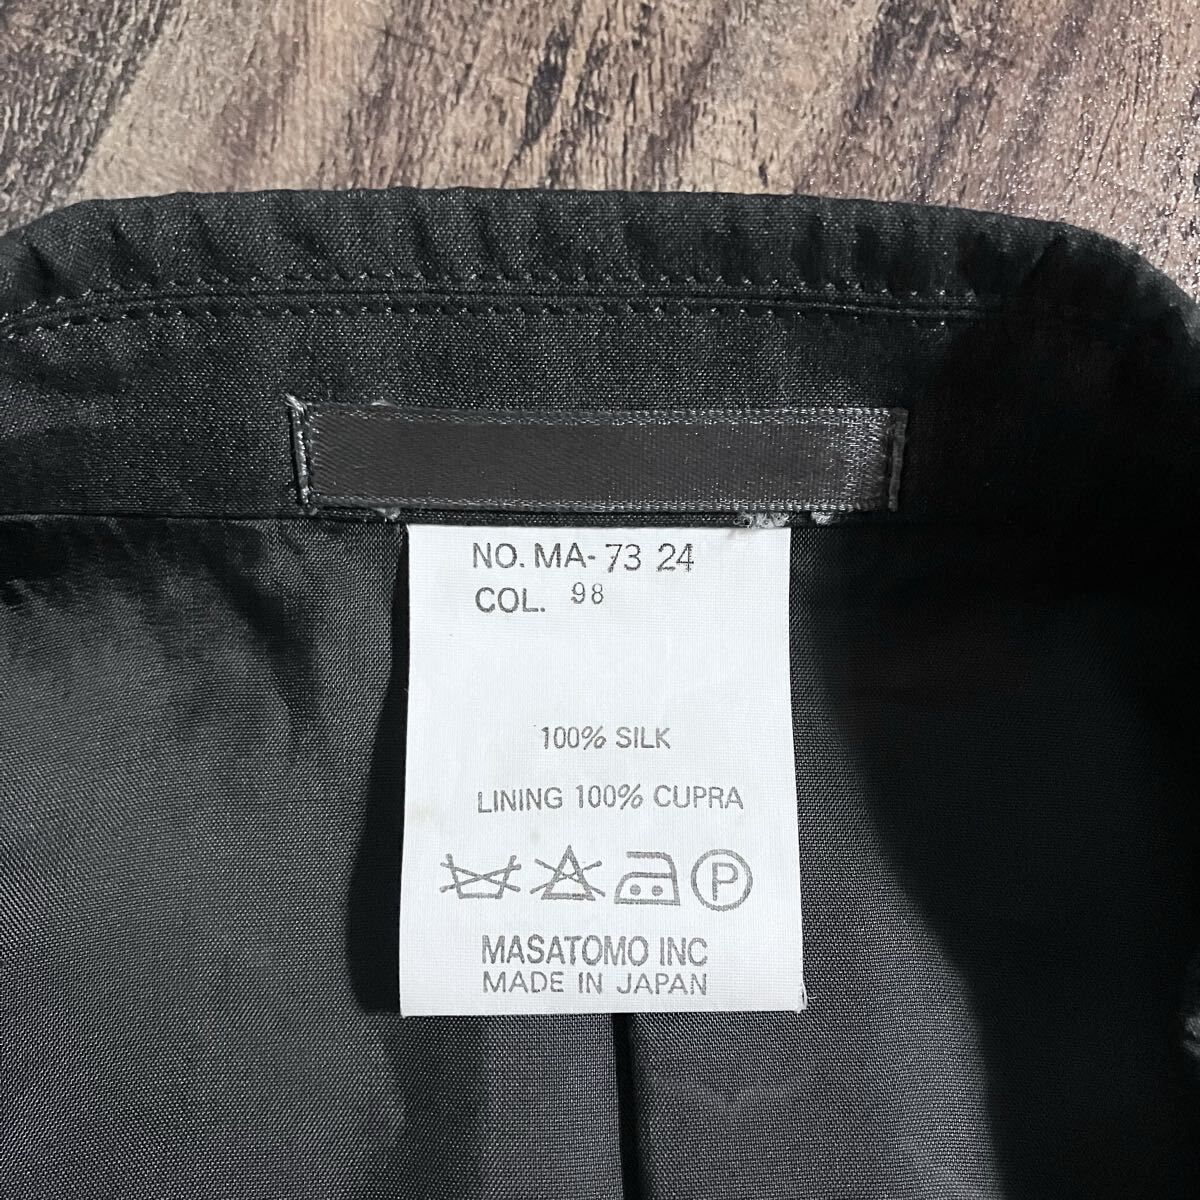 NO. MA- 73 24
COL. 98
100% SILK
LINING 100% CUPRA
P
MASATOMO INC
MADE IN JAPAN